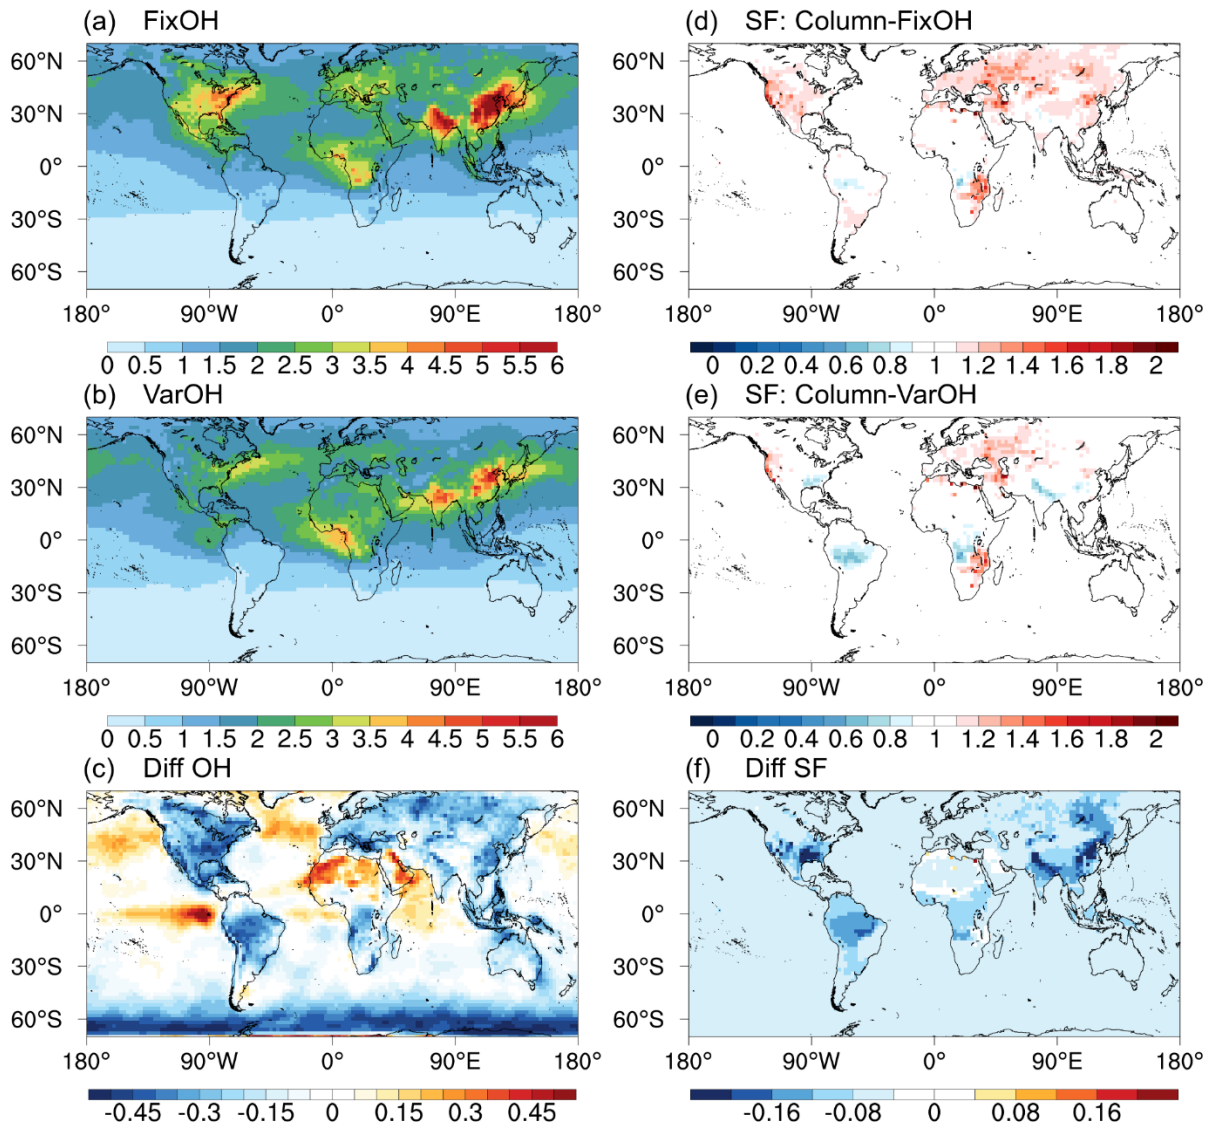 (a) FixOH
60°N
30°N
0°
30°S
60°S
180° 90°W 0° 90°E 180°
0 0.5 1 1.5 2 2.5 3 3.5 4 4.5 5 5.5 6
(d) SF: Column-FixOH
60°N
30°N
0°
30°S
60°S
180° 90°W 0° 90°E 180°
0 0.2 0.4 0.6 0.8 1 1.2 1.4 1.6 1.8 2
(b) VarOH
60°N
30°N
0°
30°S
60°S
180° 90°W 0° 90°E 180°
0 0.5 1 1.5 2 2.5 3 3.5 4 4.5 5 5.5 6
(e) SF: Column-VarOH
60°N
30°N
0°
30°S
60°S
180° 90°W 0° 90°E 180°
0 0.2 0.4 0.6 0.8 1 1.2 1.4 1.6 1.8 2
(c) Diff OH
60°N
30°N
0°
30°S
60°S
180° 90°W 0° 90°E 180°
-0.45 -0.3 -0.15 0 0.15 0.3 0.45
(f) Diff SF
60°N
30°N
0°
30°S
60°S
180° 90°W 0° 90°E 180°
-0.16 -0.08 0 0.08 0.16